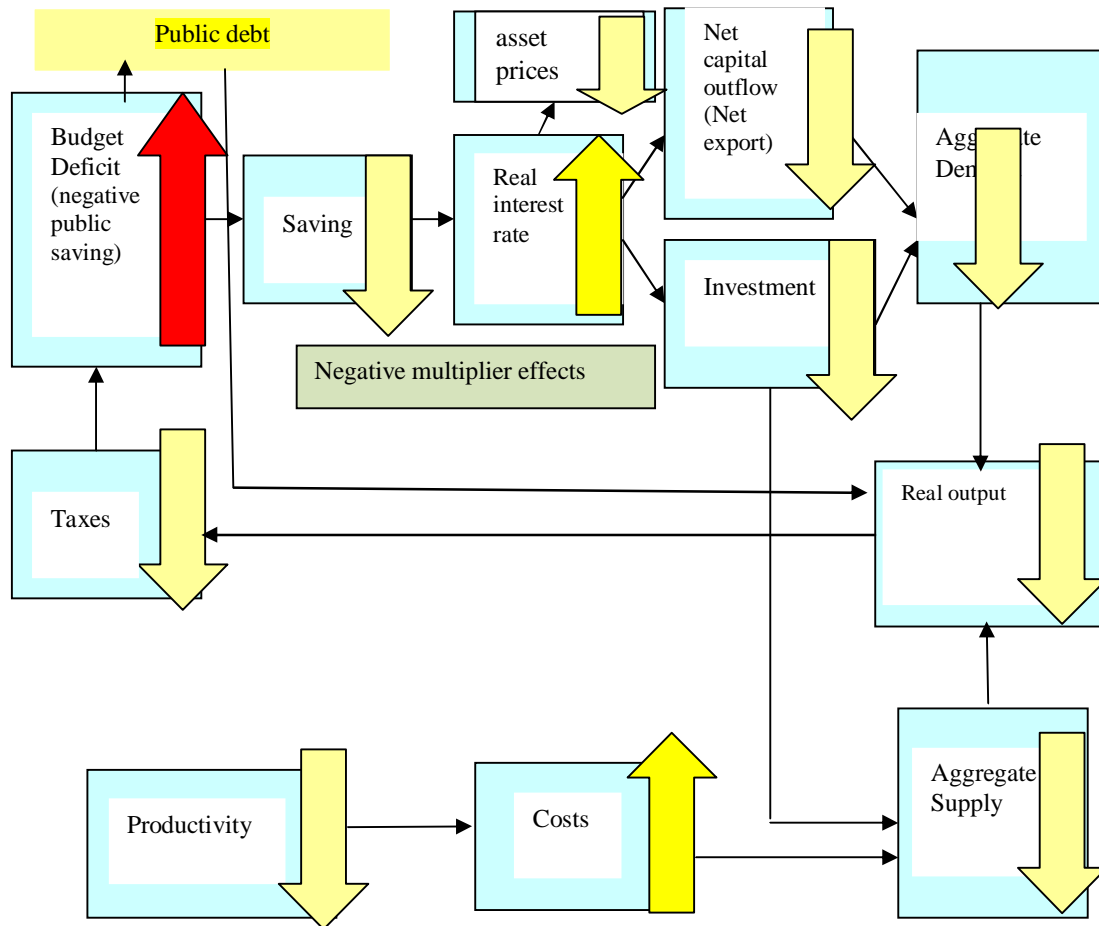 Public debt
asset
prices
Net
capital
outflow
(Net
export)
Budget
Deficit
(negative
public
saving)
Saving
Real
interest
rate
Investment
Negative multiplier effects
Taxes
Real output
Productivity
Costs
Aggregate
Supply